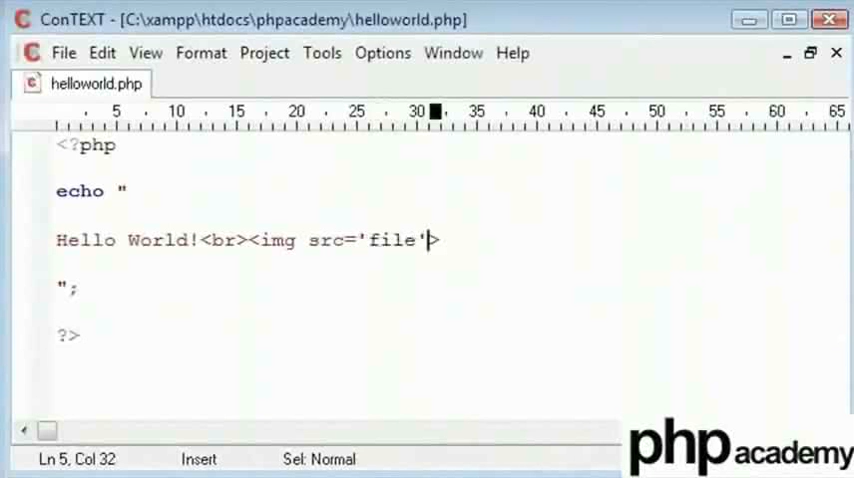 ConTEXT - [C:\xampp\htdocs\phpacademy\helloworld.php]
File Edit View Format Project Tools Options Window Help
helloworld.php
5 10 15 20 25 30 35 40 45 50 55 60 65
<?php
echo "
Hello World!<br><img src='file'>
";
?>
Ln 5, Col 32 Insert Sel: Normal
php academy